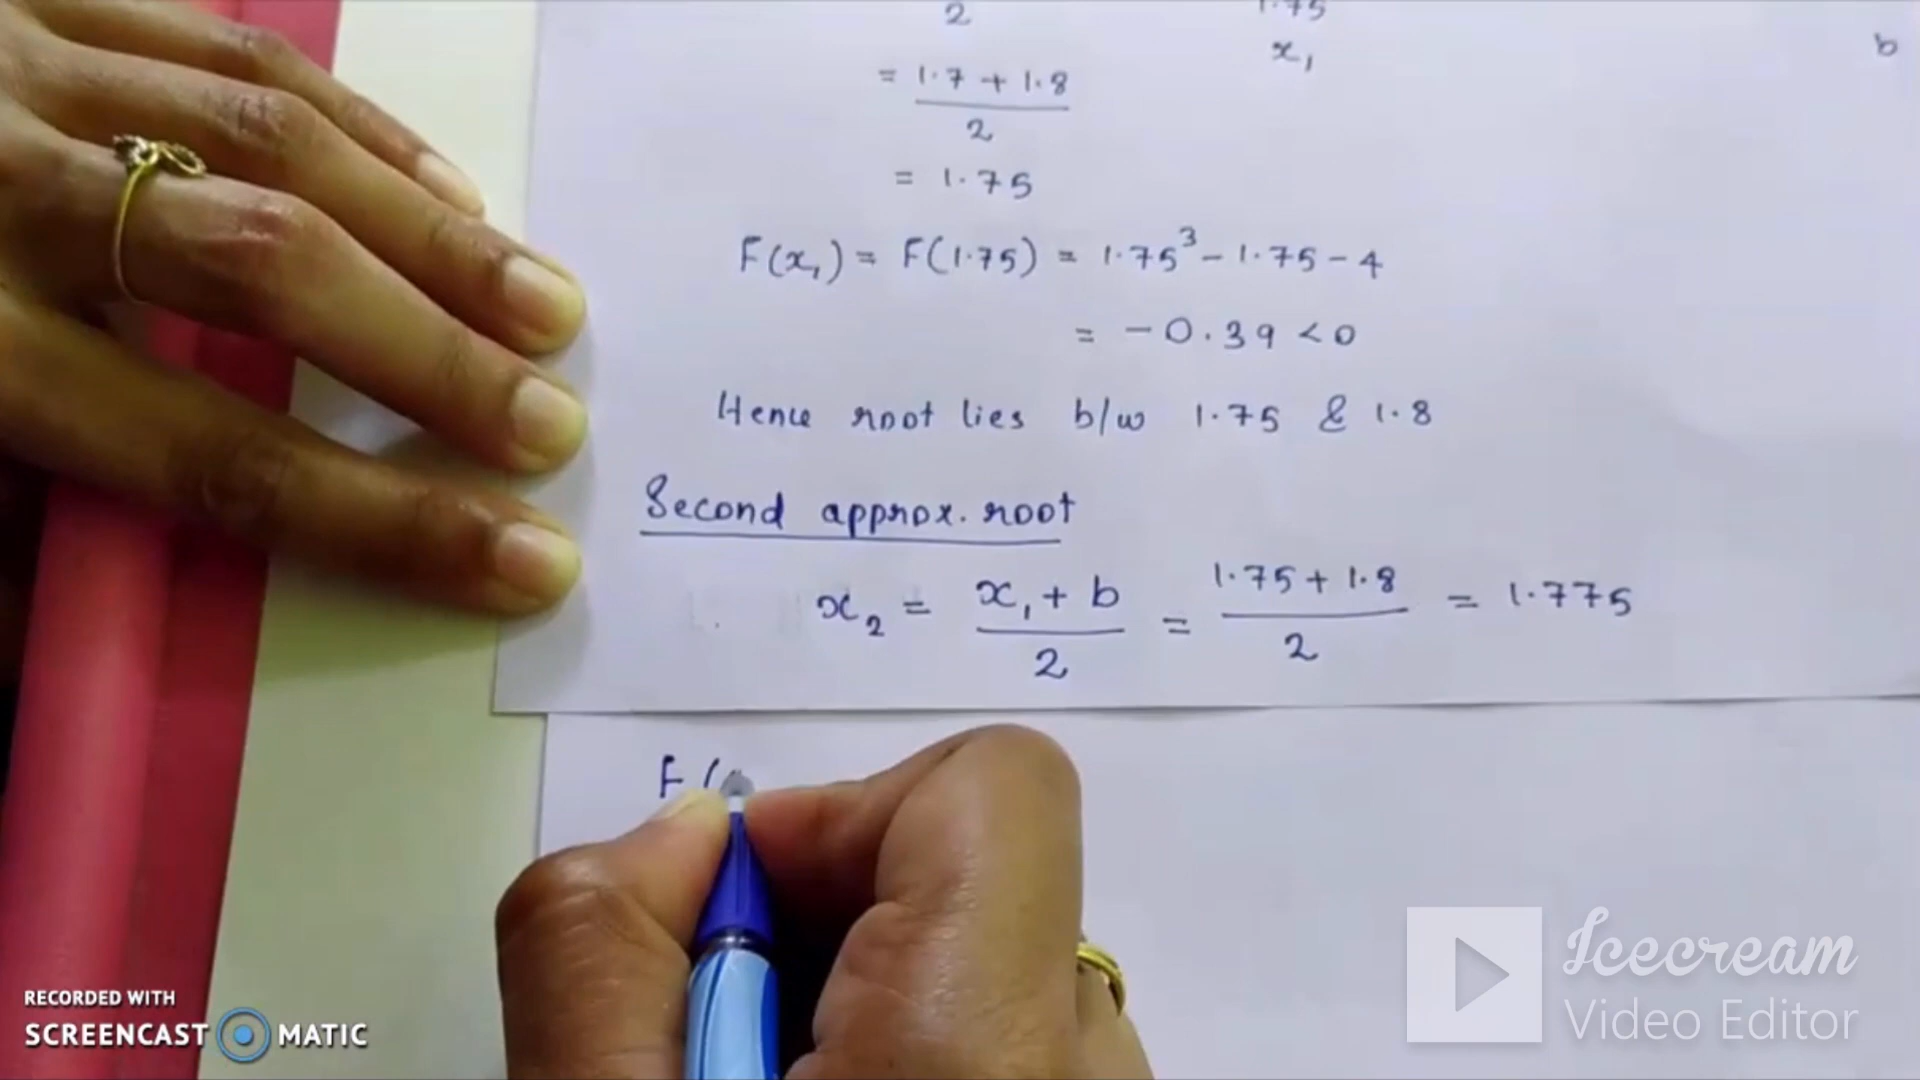 2
1.75
x₁
b
= 1.7 + 1.8
2
= 1.75
F(x₁) = F(1.75) = 1.75³ - 1.75 - 4
= -0.39 < 0
Hence root lies b/w 1.75 & 1.8
Second approx. root
x₂ = x₁ + b / 2 = 1.75 + 1.8 / 2 = 1.775
F(
RECORDED WITH
SCREENCAST MATIC
Icecream
Video Editor